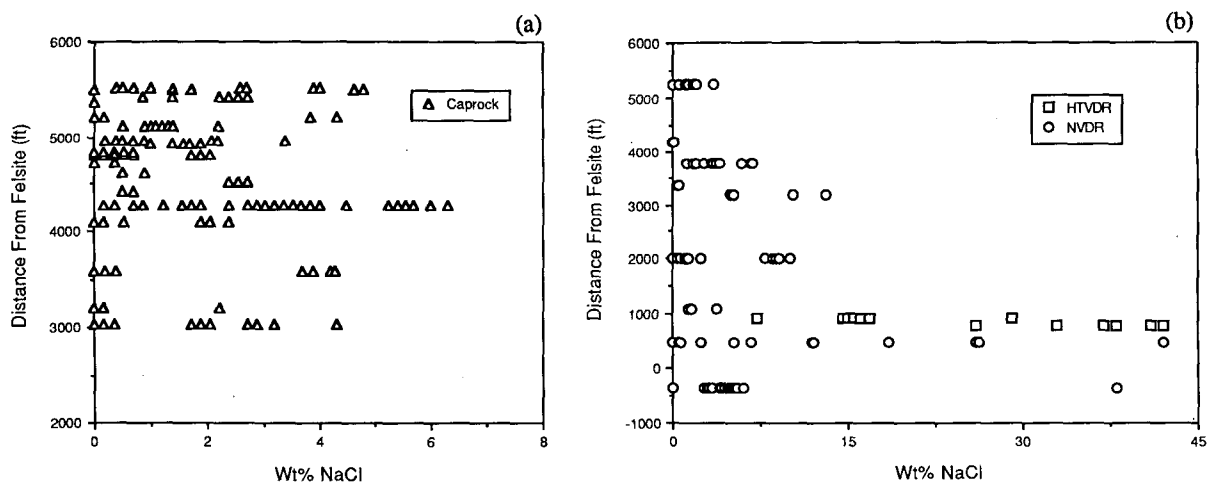 (a)
6000
5000
4000
3000
2000
Distance From Felsite (ft)
Caprock
0
2
4
6
8
Wt% NaCl
(b)
6000
5000
4000
3000
2000
1000
0
-1000
Distance From Felsite (ft)
HTVDR
NVDR
0
15
30
45
Wt% NaCl